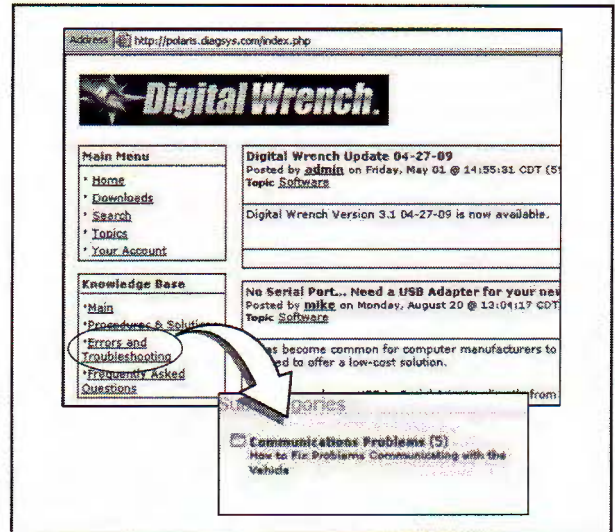 Address http://polaris.diagsys.com/index.php
Digital Wrench.
Main Menu
Home
Downloads
Search
Topics
Your Account
Digital Wrench Update 04-27-09
Posted by admin on Friday, May 01 @ 14:55:31 CDT
Topic Software
Digital Wrench Version 3.1 04-27-09 is now available.
Knowledge Base
Main
Procedures &
Errors and
Troubleshooting
Frequently Asked
Questions
No Serial Port... Need a USB Adapter for your
Posted by mike on Monday, August 20 @ 13:04:17 CDT
Topic Software
become common for computer manufacturers to
to offer a low-cost solution.
from
Communications Problems (5)
How to Fix Problems Communicating with the
Vehicle